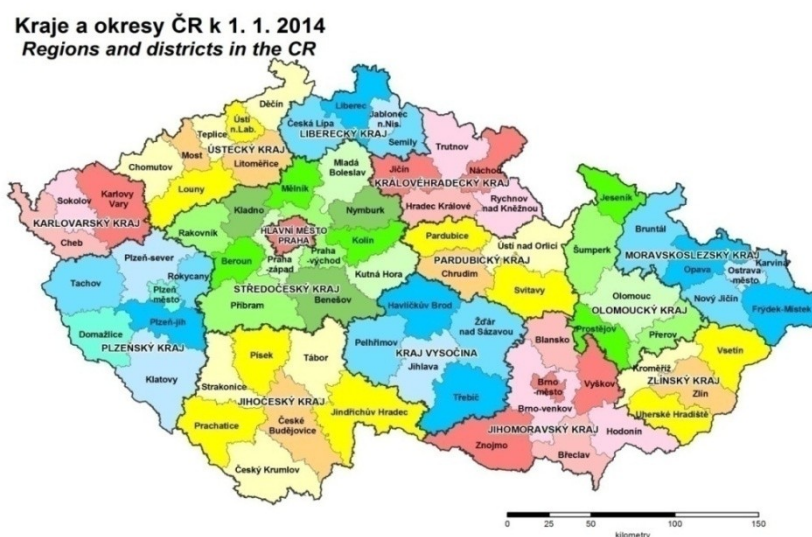 Kraje a okresy ČR k 1. 1. 2014
Regions and districts in the CR
Děčín
Ústí
n.Lab.
Teplice
Most
ÚSTECKÝ KRAJ
Litoměřice
Chomutov
Louny
Liberec
Jablonec
n.Nis.
Česká Lípa
LIBERECKÝ KRAJ
Semily
Trutnov
Jičín
Náchod
KRÁLOVÉHRADECKÝ KRAJ
Hradec Králové
Rychnov
nad Kněžnou
Karlovy
Vary
Sokolov
KARLOVARSKÝ KRAJ
Cheb
Mladá
Boleslav
Mělník
Kladno
Nymburk
Rakovník
HLAVNÍ MĚSTO
PRAHA
Kolín
Beroun
Praha-
západ
Praha
-východ
Kutná Hora
STŘEDOČESKÝ KRAJ
Benešov
Příbram
Plzeň-sever
Tachov
Rokycany
Plzeň-
město
Plzeň-jih
Domažlice
PLZEŇSKÝ KRAJ
Klatovy
Pardubice
Ústí nad Orlicí
PARDUBICKÝ KRAJ
Chrudim
Svitavy
Písek
Tábor
Strakonice
JIHOČESKÝ KRAJ
Prachatice
České
Budějovice
Jindřichův Hradec
Český Krumlov
Havlíčkův Brod
Žďár
nad Sázavou
Pelhřimov
KRAJ VYSOČINA
Jihlava
Třebíč
Blansko
Brno-
město
Vyškov
Brno-venkov
JIHOMORAVSKÝ KRAJ
Hodonín
Znojmo
Břeclav
Jeseník
Šumperk
Olomouc
OLOMOUCKÝ KRAJ
Prostějov
Přerov
Bruntál
MORAVSKOSLEZSKÝ KRAJ
Karviná
Opava
Ostrava-
město
Nový Jičín
Frýdek-Místek
Vsetín
Kroměříž
ZLÍNSKÝ KRAJ
Zlín
Uherské Hradiště
0 25 50 100 150
kilometry